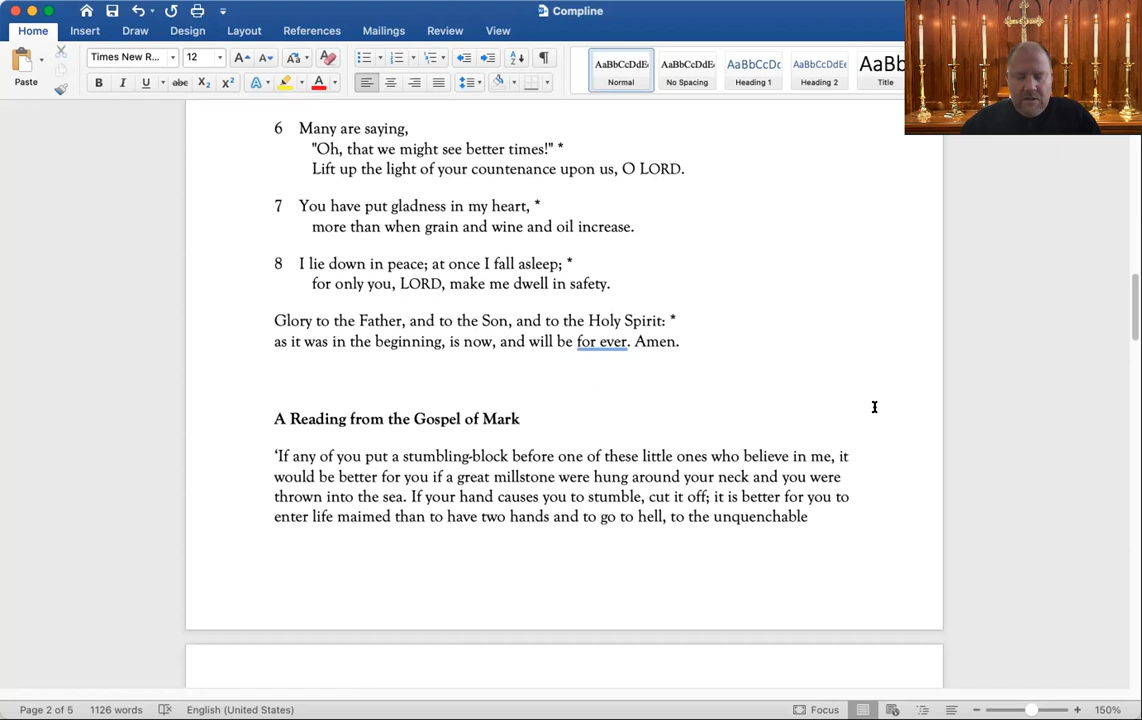 Compline
Home Insert Draw Design Layout References Mailings Review View
Paste
Times New R... 12
AaBbCcDdEe AaBbCcDdEe AaBbCcDc AaBbCcDdEe AaBb
Normal No Spacing Heading 1 Heading 2 Title
6 Many are saying,
"Oh, that we might see better times!" *
Lift up the light of your countenance upon us, O LORD.
7 You have put gladness in my heart, *
more than when grain and wine and oil increase.
8 I lie down in peace; at once I fall asleep; *
for only you, LORD, make me dwell in safety.
Glory to the Father, and to the Son, and to the Holy Spirit: *
as it was in the beginning, is now, and will be for ever. Amen.
A Reading from the Gospel of Mark
‘If any of you put a stumbling-block before one of these little ones who believe in me, it
would be better for you if a great millstone were hung around your neck and you were
thrown into the sea. If your hand causes you to stumble, cut it off; it is better for you to
enter life maimed than to have two hands and to go to hell, to the unquenchable
Page 2 of 5 1126 words English (United States) Focus 150%